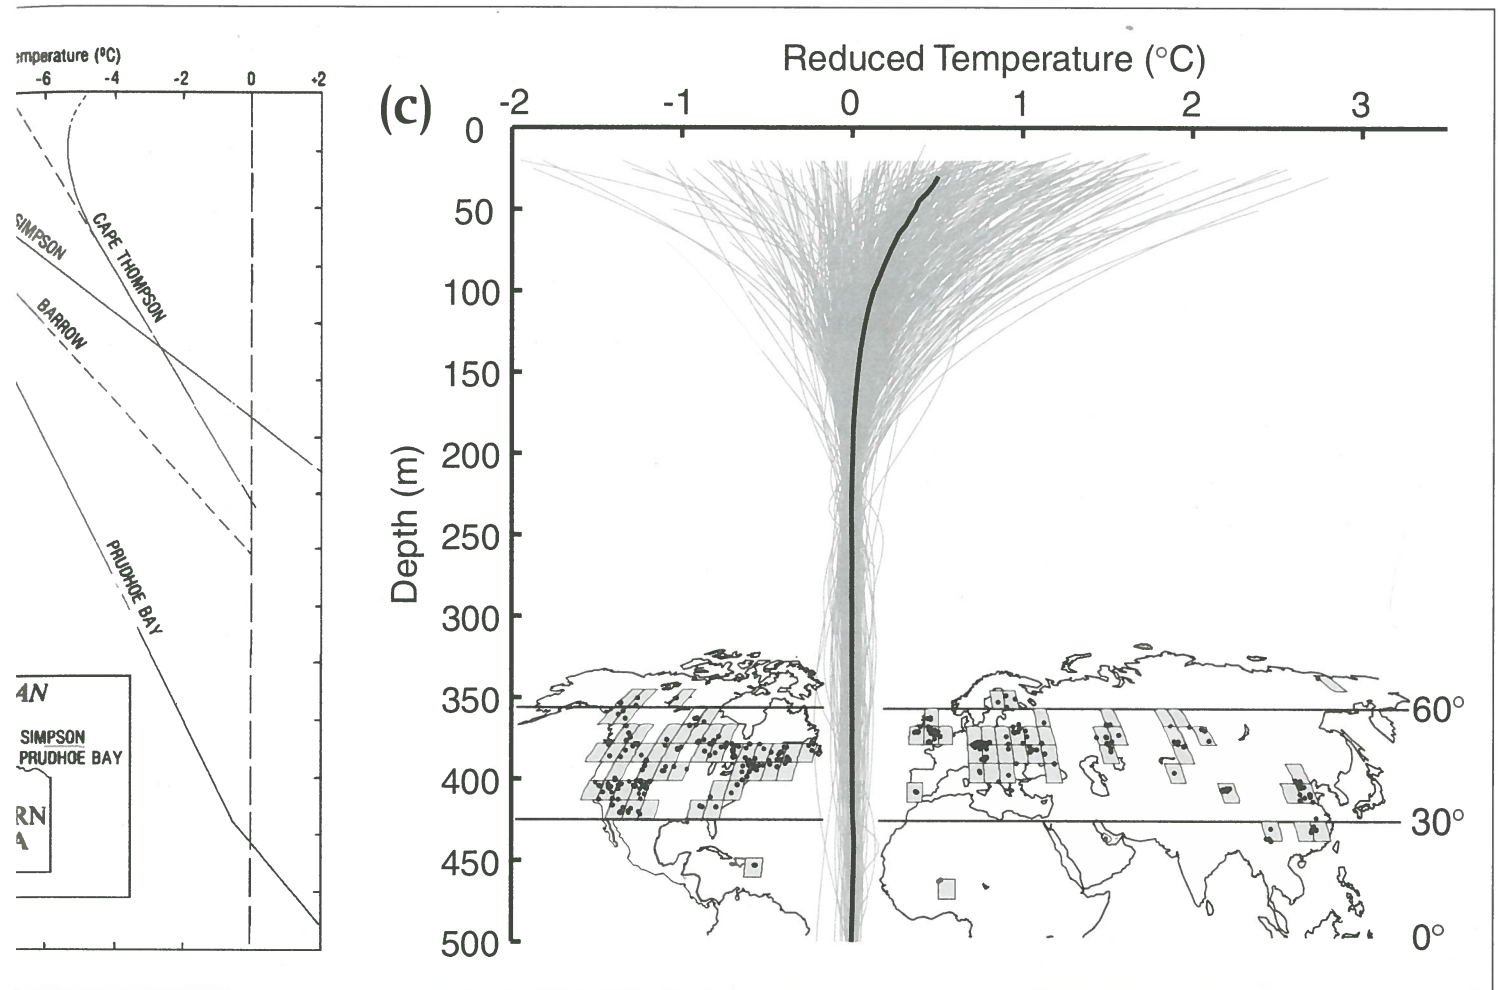 emperature (ºC)
-6 -4 -2 0 +2
SIMPSON
CAPE THOMPSON
BARROW
PRUDHOE BAY
AN
SIMPSON
PRUDHOE BAY
RN
A
(c)
Reduced Temperature (°C)
-2 -1 0 1 2 3
Depth (m)
0
50
100
150
200
250
300
350
400
450
500
60°
30°
0°